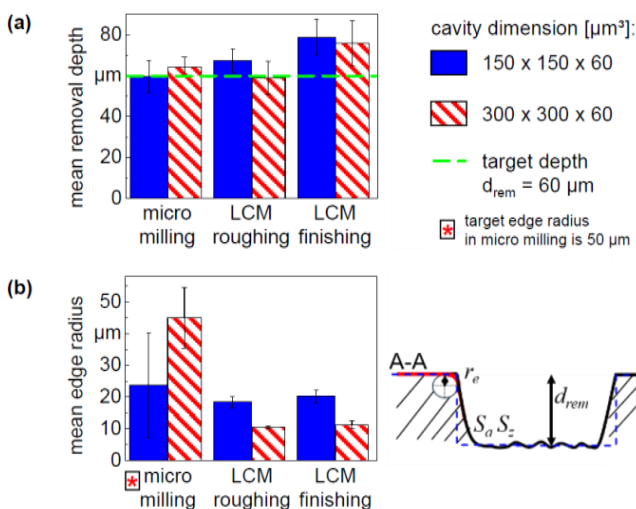 (a)
80
μm
40
20
0
mean removal depth
micro milling
LCM roughing
LCM finishing
cavity dimension [μm³]:
150 x 150 x 60
300 x 300 x 60
target depth
d_rem = 60 μm
* target edge radius
in micro milling is 50 μm
(b)
50
μm
30
20
10
0
mean edge radius
* micro milling
LCM roughing
LCM finishing
A-A
r_e
d_rem
S_a S_z